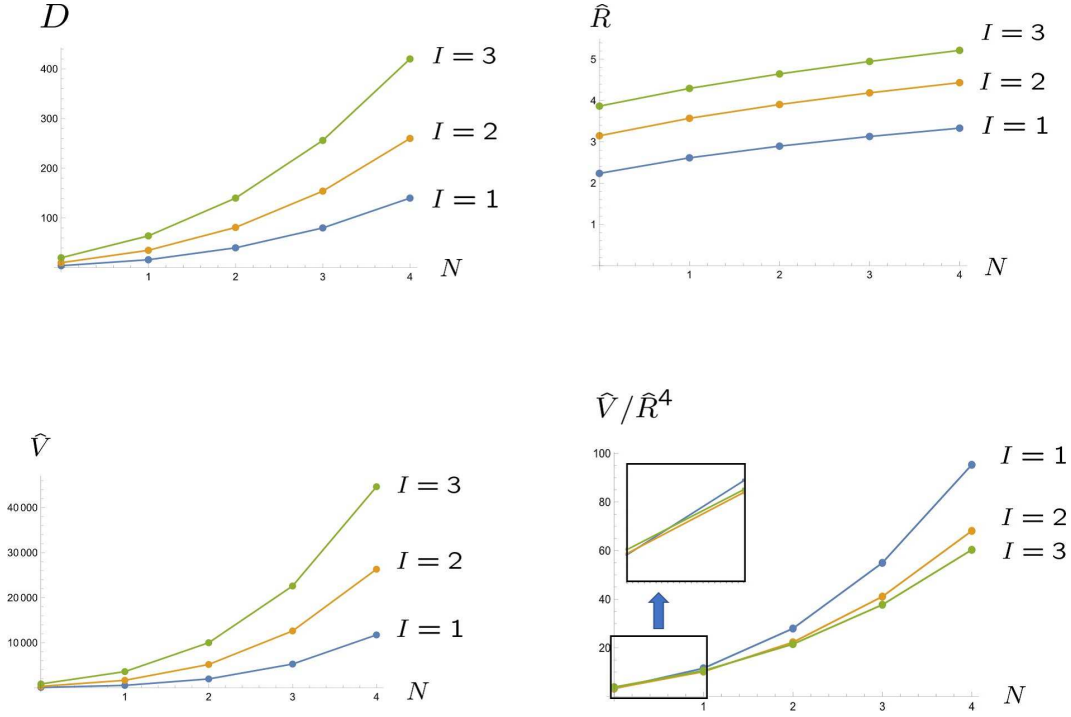 D
400
300
200
100
1 2 3 4
N
I = 3
I = 2
I = 1
R̂
5
4
3
2
1
1 2 3 4
N
I = 3
I = 2
I = 1
V̂
40 000
30 000
20 000
10 000
1 2 3 4
N
I = 3
I = 2
I = 1
V̂/R̂⁴
100
80
60
40
20
1 2 3 4
N
I = 1
I = 2
I = 3